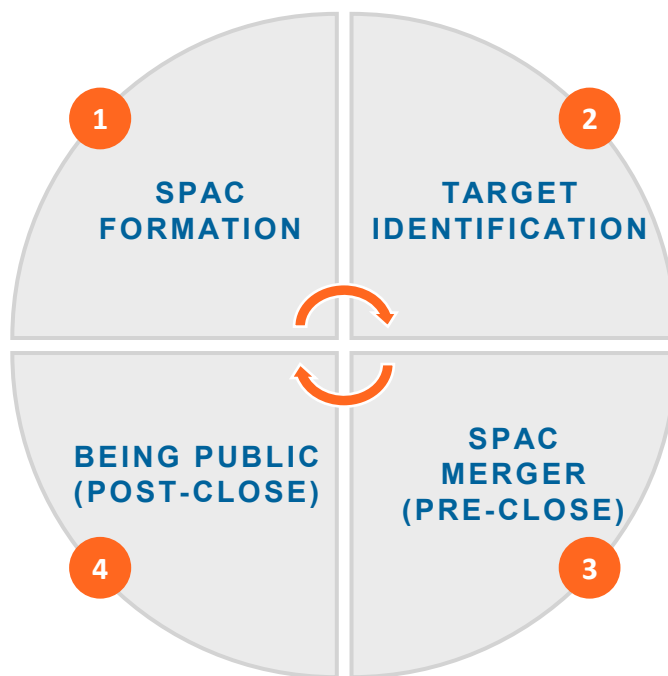 1
SPAC
FORMATION
2
TARGET
IDENTIFICATION
3
SPAC
MERGER
(PRE-CLOSE)
4
BEING PUBLIC
(POST-CLOSE)